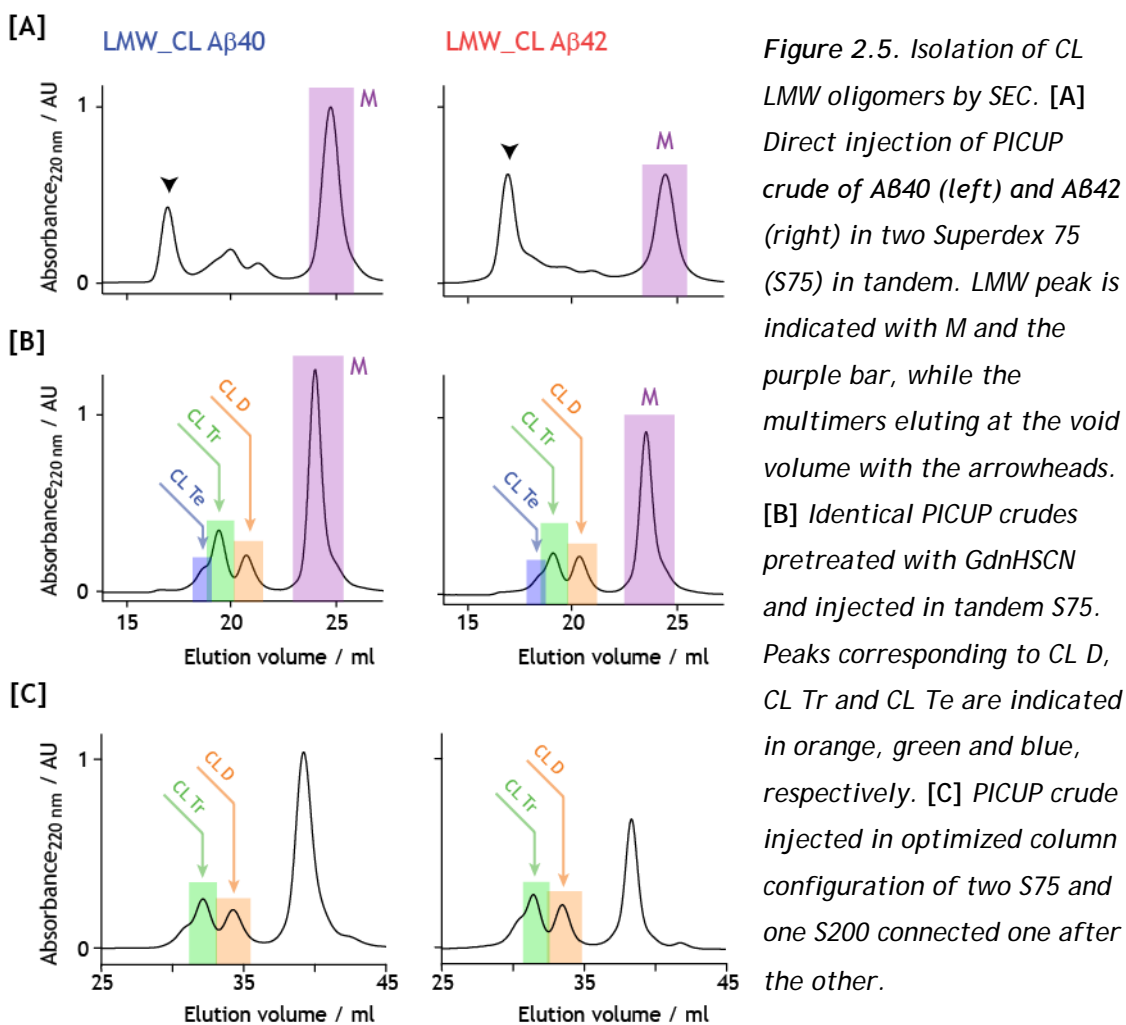 [A]
LMW_CL Aβ40
LMW_CL Aβ42
Absorbance220 nm / AU
1
0
M
M
15
20
25
15
20
25
[B]
Absorbance220 nm / AU
1
0
CL Te
CL Tr
CL D
M
CL Te
CL Tr
CL D
M
15
20
25
15
20
25
Elution volume / ml
Elution volume / ml
[C]
Absorbance220 nm / AU
1
0
CL Tr
CL D
CL Tr
CL D
25
35
45
25
35
45
Elution volume / ml
Elution volume / ml
Figure 2.5. Isolation of CL
LMW oligomers by SEC. [A]
Direct injection of PICUP
crude of Aβ40 (left) and Aβ42
(right) in two Superdex 75
(S75) in tandem. LMW peak is
indicated with M and the
purple bar, while the
multimers eluting at the void
volume with the arrowheads.
[B] Identical PICUP crudes
pretreated with GdnHSCN
and injected in tandem S75.
Peaks corresponding to CL D,
CL Tr and CL Te are indicated
in orange, green and blue,
respectively. [C] PICUP crude
injected in optimized column
configuration of two S75 and
one S200 connected one after
the other.